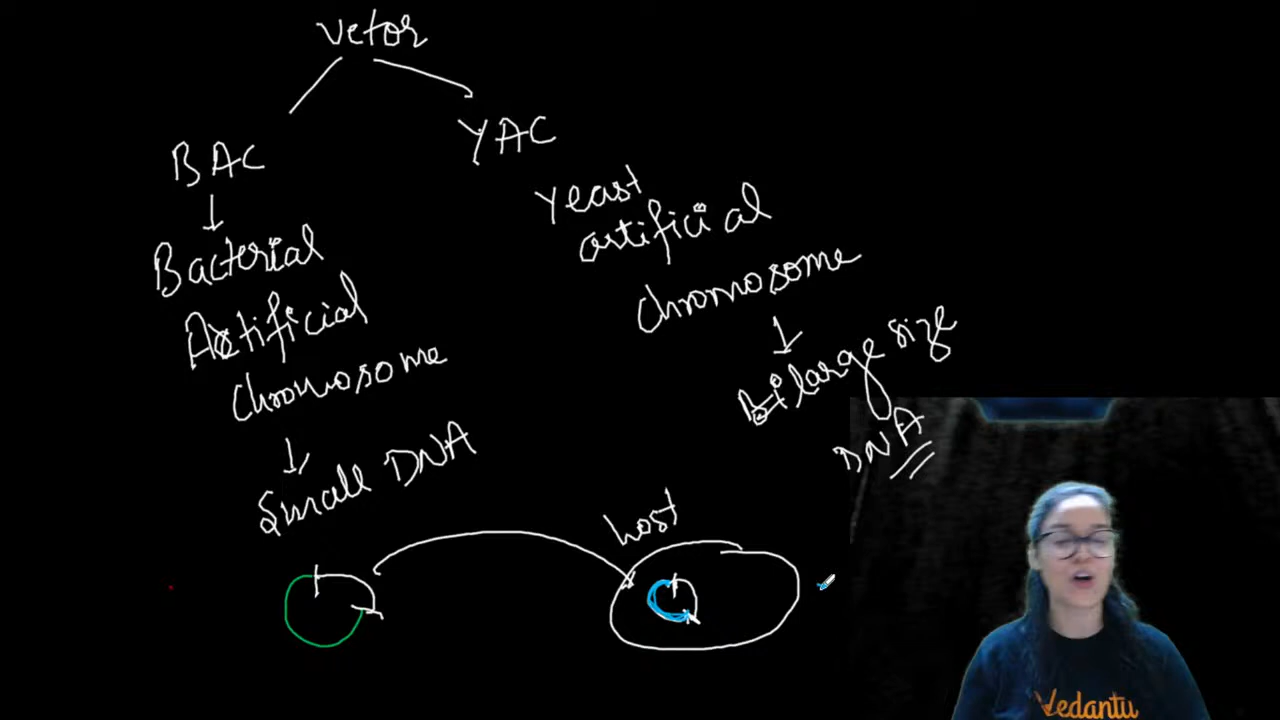 Vetor
BAC
YAC
Bacterial
Artificial
Chromosome
Small DNA
Yeast
artificial
chromosome
large size
DNA
host
Vedantu